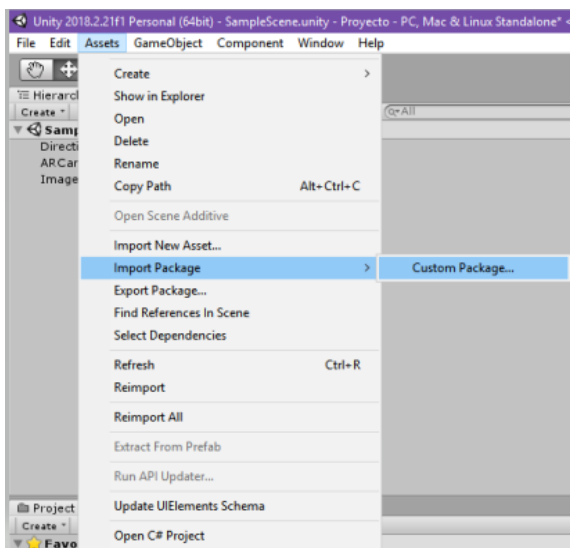 Unity 2018.2.21f1 Personal (64bit) - SampleScene.unity - Proyecto - PC, Mac & Linux Standalone* <
File Edit Assets GameObject Component Window Help
Create >
Hierarcl
Show in Explorer
Create
All
Open
Samp
Delete
Directi
ARCar
Rename
Image
Copy Path Alt+Ctrl+C
Open Scene Additive
Import New Asset...
Import Package > Custom Package...
Export Package...
Find References In Scene
Select Dependencies
Refresh Ctrl+R
Reimport
Reimport All
Extract From Prefab
Run API Updater...
Project
Update UIElements Schema
Create
Open C# Project
Favo